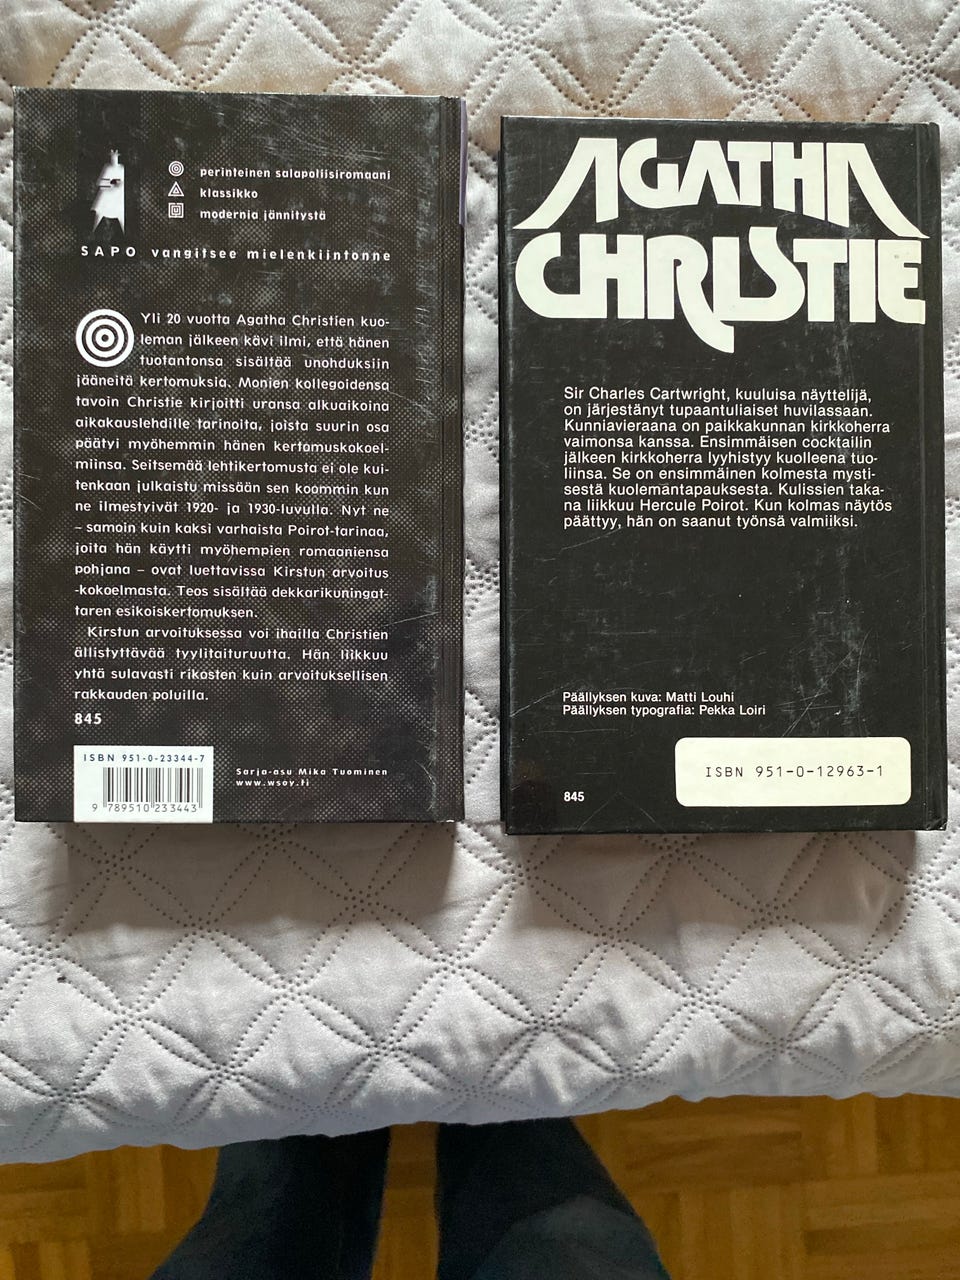 perinteinen salapoliisiromaani
klassikko
modernia jännitystä
SAPO vangitsee mielenkiintonne
Yli 20 vuotta Agatha Christien kuo-
leman jälkeen kävi ilmi, että hänen
tuotantonsa sisältää unohduksiin
jääneitä kertomuksia. Monien kollegoidensa
tavoin Christie kirjoitti uransa alkuaikoina
aikakauslehdille tarinoita, joista suurin osa
päätyi myöhemmin hänen kertomuskokoel-
miinsa. Seitsemää lehtikertomusta ei ole kui-
tenkaan julkaistu missään sen koommin kun
ne ilmestyivät 1920- ja 1930-luvulla. Nyt ne
– samoin kuin kaksi varhaista Poirot-tarinaa,
joita hän käytti myöhempien romaaniensa
pohjana – ovat luettavissa Kirstun arvoitus
-kokoelmasta. Teos sisältää dekkarikuningat-
taren esikoiskertomuksen.
Kirstun arvoituksessa voi ihailla Christien
ällistyttävää tyylitaituruutta. Hän liikkuu
yhtä sulavasti rikosten kuin arvoituksellisen
rakkauden poluilla.
845
ISBN 951-0-23344-7
9 789510 233443
Sarja-asu Mika Tuominen
www.wsoy.fi
AGATHA
CHRISTIE
Sir Charles Cartwright, kuuluisa näyttelijä,
on järjestänyt tupaantuliaiset huvilassaan.
Kunniavieraana on paikkakunnan kirkkoherra
vaimonsa kanssa. Ensimmäisen cocktailin
jälkeen kirkkoherra lyyhistyy kuolleena tuo-
liinsa. Se on ensimmäinen kolmesta mysti-
sestä kuolemantapauksesta. Kulissien taka-
na liikkuu Hercule Poirot. Kun kolmas näytös
päättyy, hän on saanut työnsä valmiiksi.
Päällyksen kuva: Matti Louhi
Päällyksen typografia: Pekka Loiri
845
ISBN 951-0-12963-1